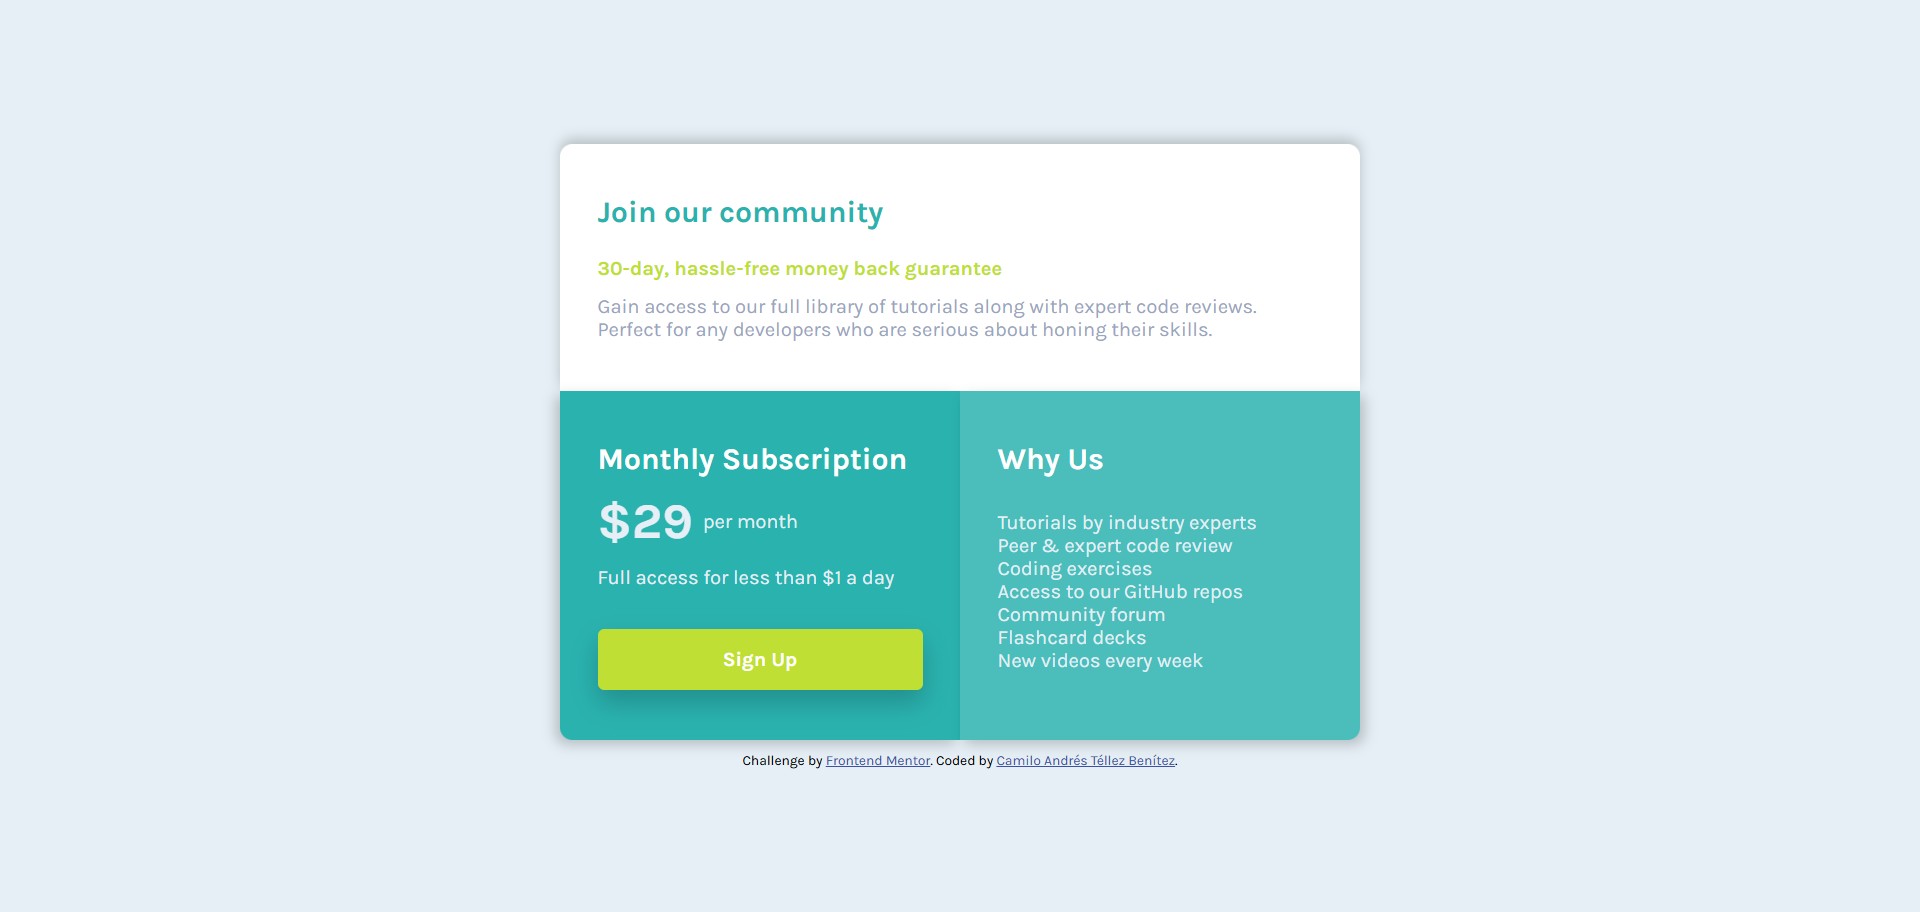 Join our community
30-day, hassle-free money back guarantee
Gain access to our full library of tutorials along with expert code reviews.
Perfect for any developers who are serious about honing their skills.
Monthly Subscription
$29 per month
Full access for less than $1 a day
Sign Up
Why Us
Tutorials by industry experts
Peer & expert code review
Coding exercises
Access to our GitHub repos
Community forum
Flashcard decks
New videos every week
Challenge by Frontend Mentor. Coded by Camilo Andrés Téllez Benítez.